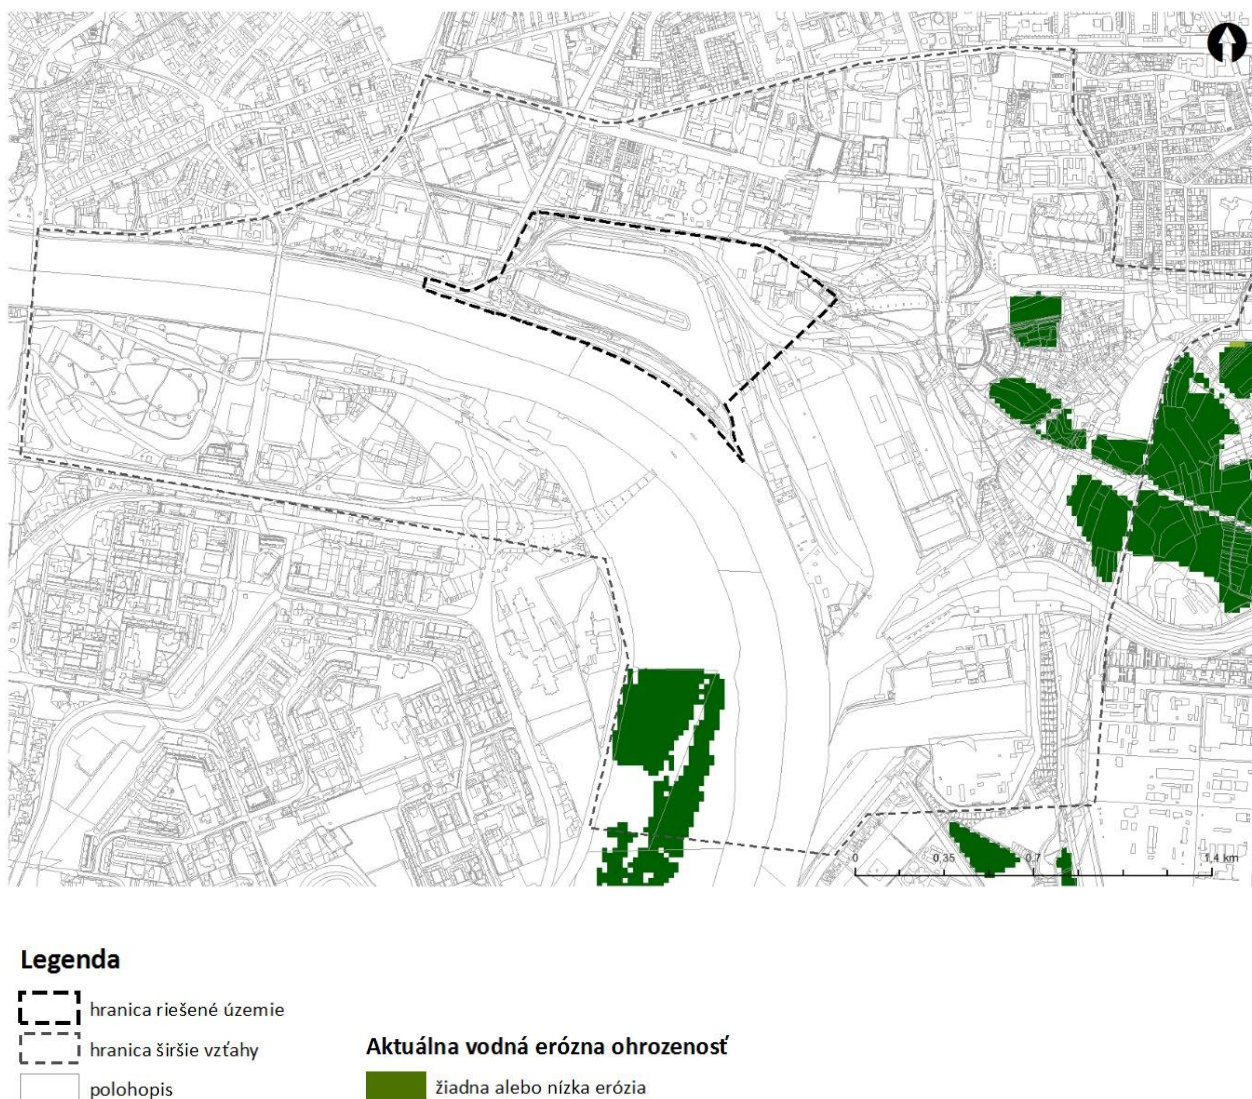 0 0,35 0,7 1,4 km
Legenda
hranica riešené územie
hranica širšie vzťahy
Aktuálna vodná erózna ohrozenosť
polohopis
žiadna alebo nízka erózia